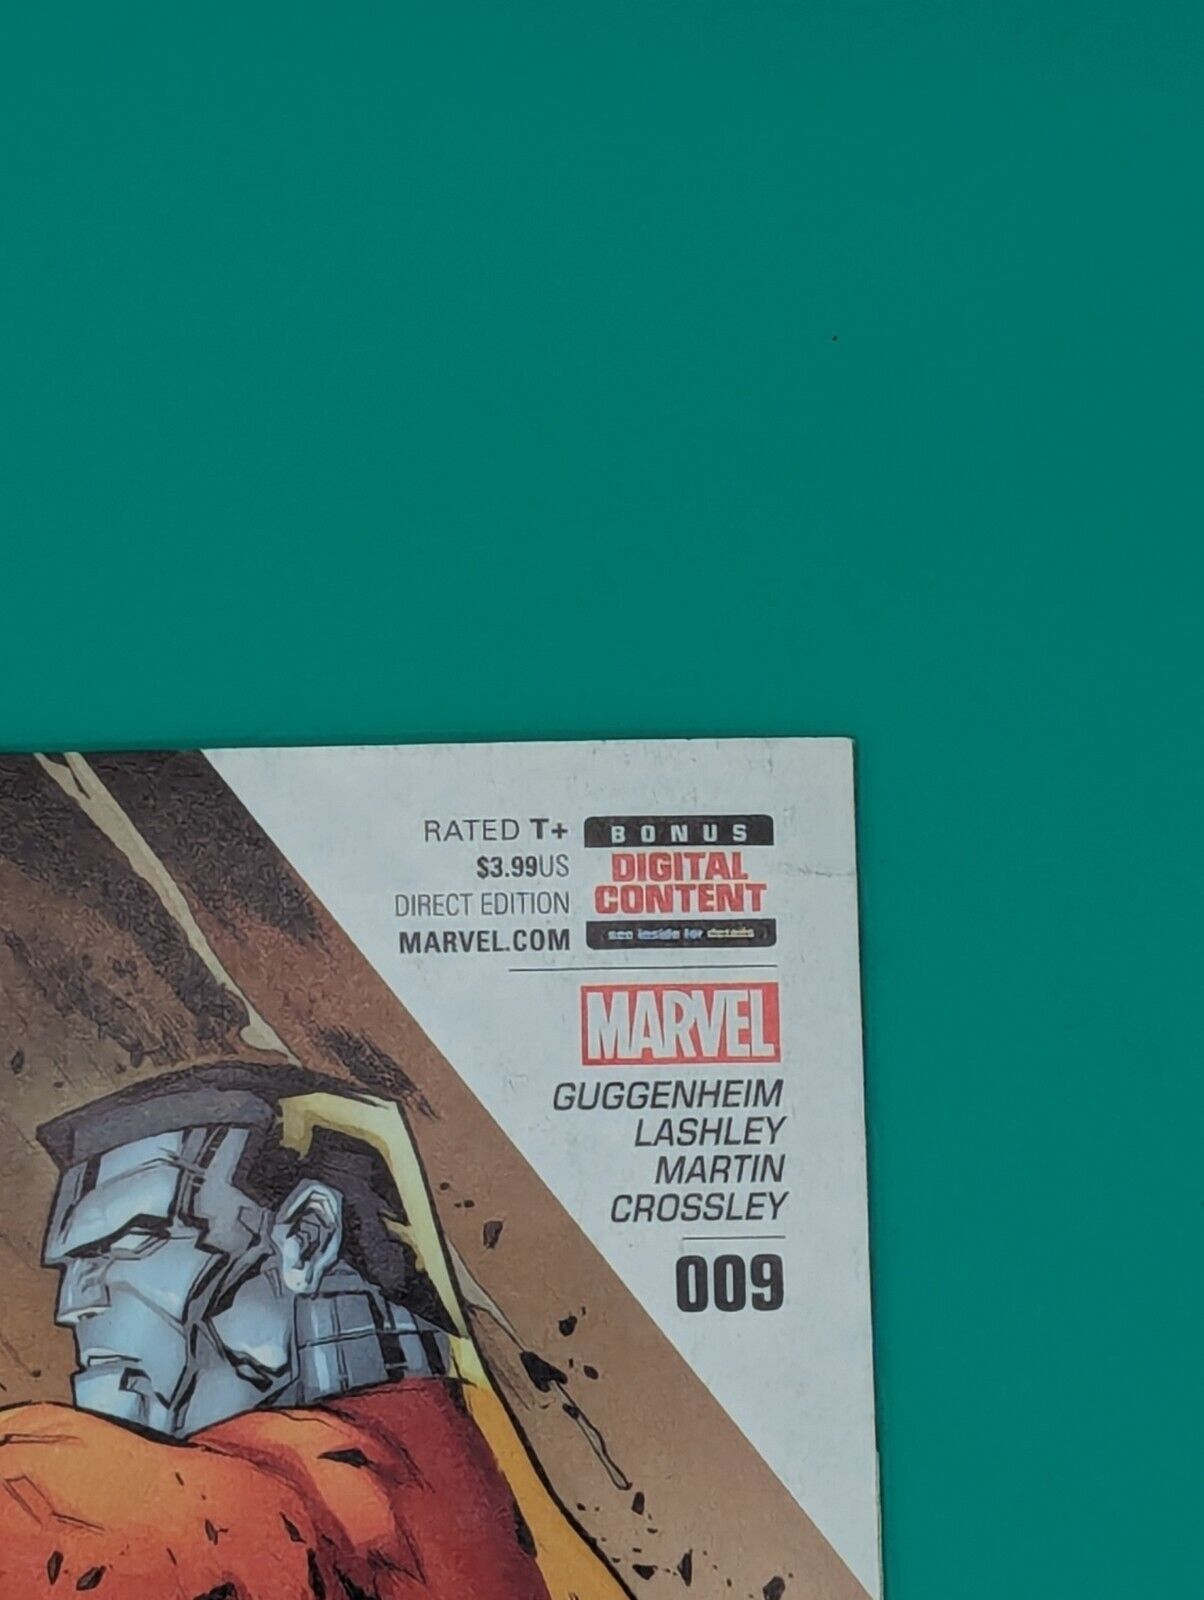 RATED T+
$3.99US
DIRECT EDITION
MARVEL.COM
BONUS
DIGITAL
CONTENT
see inside for details
MARVEL
GUGGENHEIM
LASHLEY
MARTIN
CROSSLEY
009